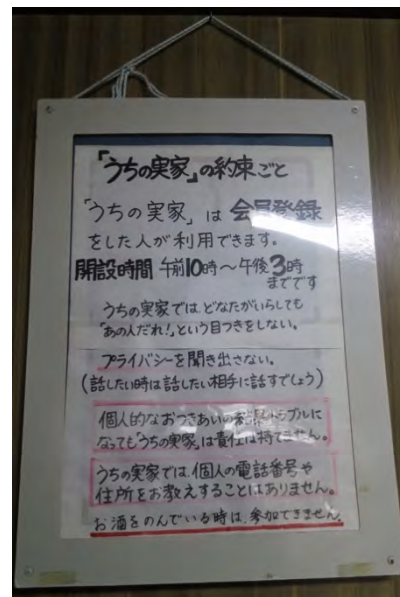 「うちの実家」の約束ごと
「うちの実家」は 会員登録
をした人が利用できます。
開設時間 午前10時〜午後3時
までです
うちの実家では、どなたがいらしても
「あの人だれ!」という目つきをしない。
プライバシーを聞き出さない。
(話したい時は話したい相手に話すでしょう)
個人的なおつきあいの結果トラブルに
なっても「うちの実家」は責任は持てません。
うちの実家では、個人の電話番号や
住所をお教えすることはありません。
お酒をのんでいる時は、参加できません。